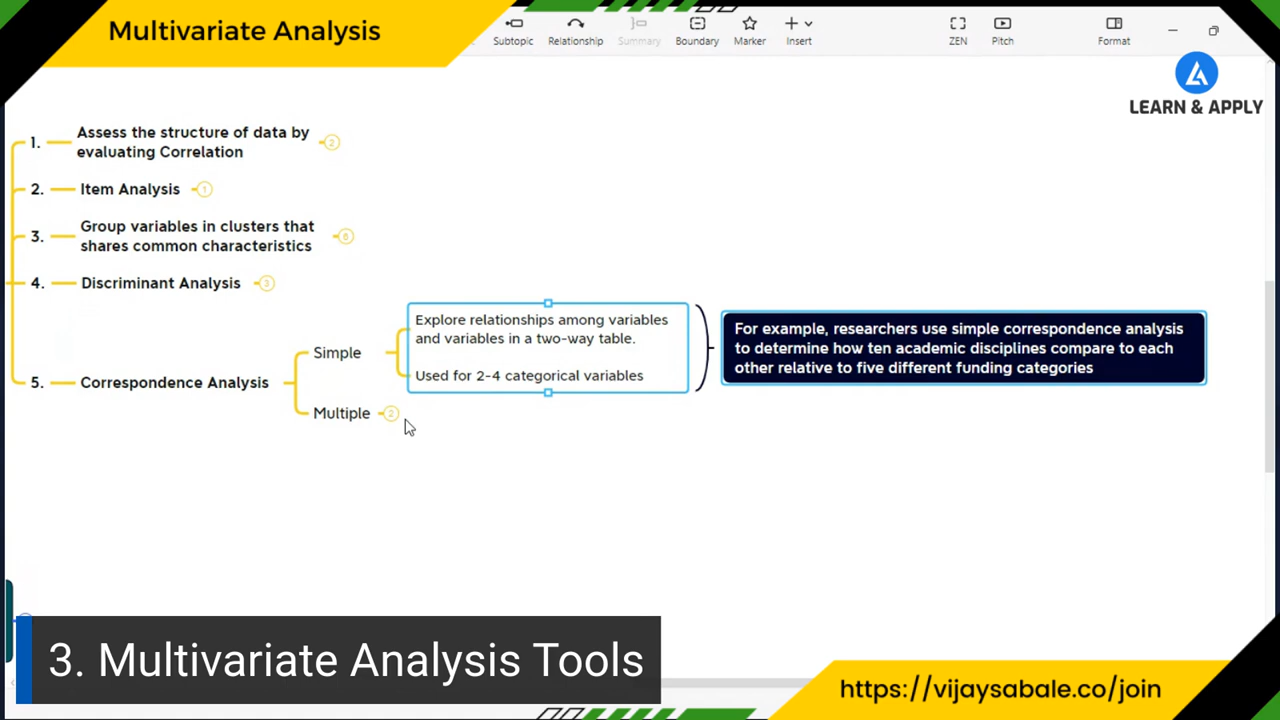 Multivariate Analysis
Subtopic
Relationship
Summary
Boundary
Marker
Insert
ZEN
Pitch
Format
LEARN & APPLY
1.
Assess the structure of data by
evaluating Correlation
2
2.
Item Analysis
1
3.
Group variables in clusters that
shares common characteristics
6
4.
Discriminant Analysis
3
5.
Correspondence Analysis
Simple
Explore relationships among variables
and variables in a two-way table.
Used for 2-4 categorical variables
For example, researchers use simple correspondence analysis
to determine how ten academic disciplines compare to each
other relative to five different funding categories
Multiple
2
3. Multivariate Analysis Tools
https://vijaysabale.co/join